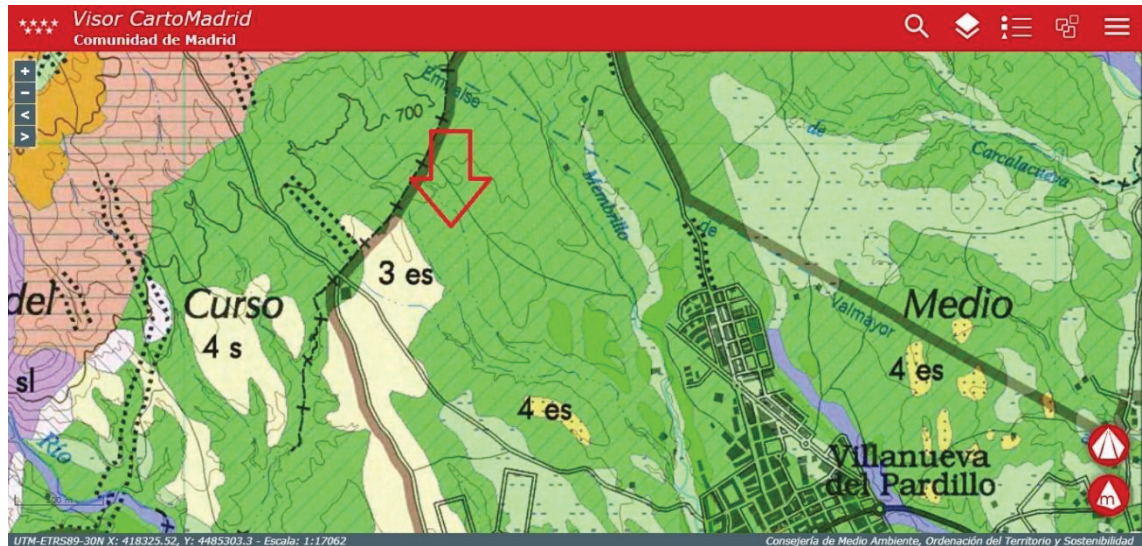 Visor CartoMadrid
Comunidad de Madrid
+
-
<
>
Embalse
700
de
Carcalacueva
Membrillo
de
3 es
del
Curso
Valmayor
Medio
4 s
4 es
sl
4 es
Río
Villanueva
del Pardillo
m
UTM-ETRS89-30N X: 418325.52, Y: 4485303.3 - Escala: 1:17062
Consejería de Medio Ambiente, Ordenación del Territorio y Sostenibilidad